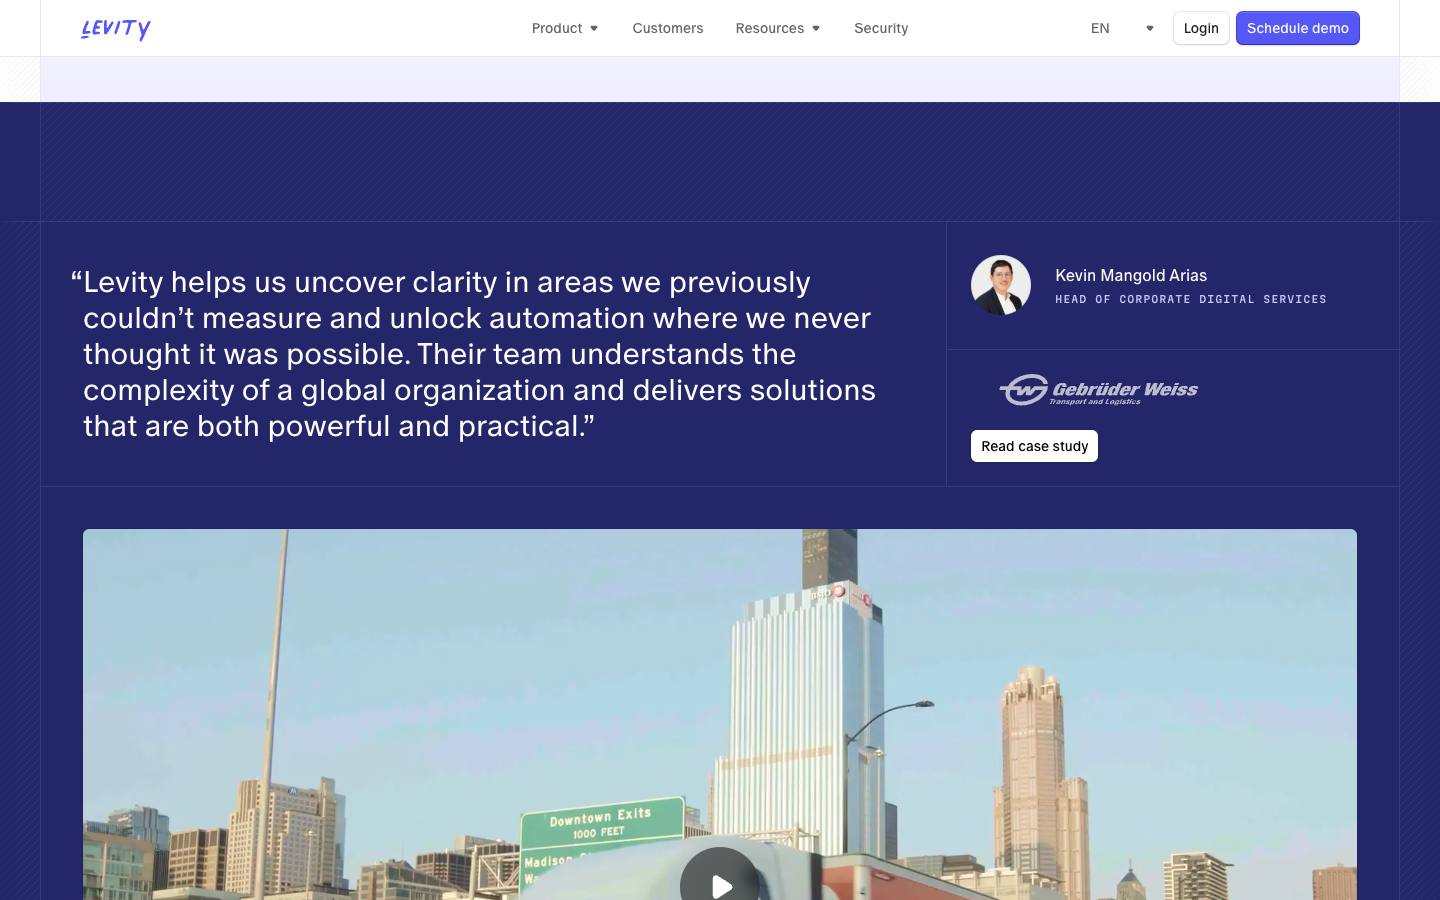 LEVITY
Product
Customers
Resources
Security
EN
Login
Schedule demo
“Levity helps us uncover clarity in areas we previously
couldn’t measure and unlock automation where we never
thought it was possible. Their team understands the
complexity of a global organization and delivers solutions
that are both powerful and practical.”
Kevin Mangold Arias
HEAD OF CORPORATE DIGITAL SERVICES
Gebrüder Weiss
Transport and Logistics
Read case study
Downtown Exits
1000 FEET
Madison